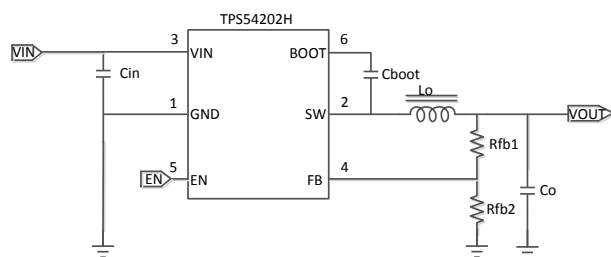 TPS54202H
VIN
3
VIN
BOOT
6
Cin
Cboot
Lo
1
GND
SW
2
VOUT
Rfb1
EN
5
EN
FB
4
Rfb2
Co